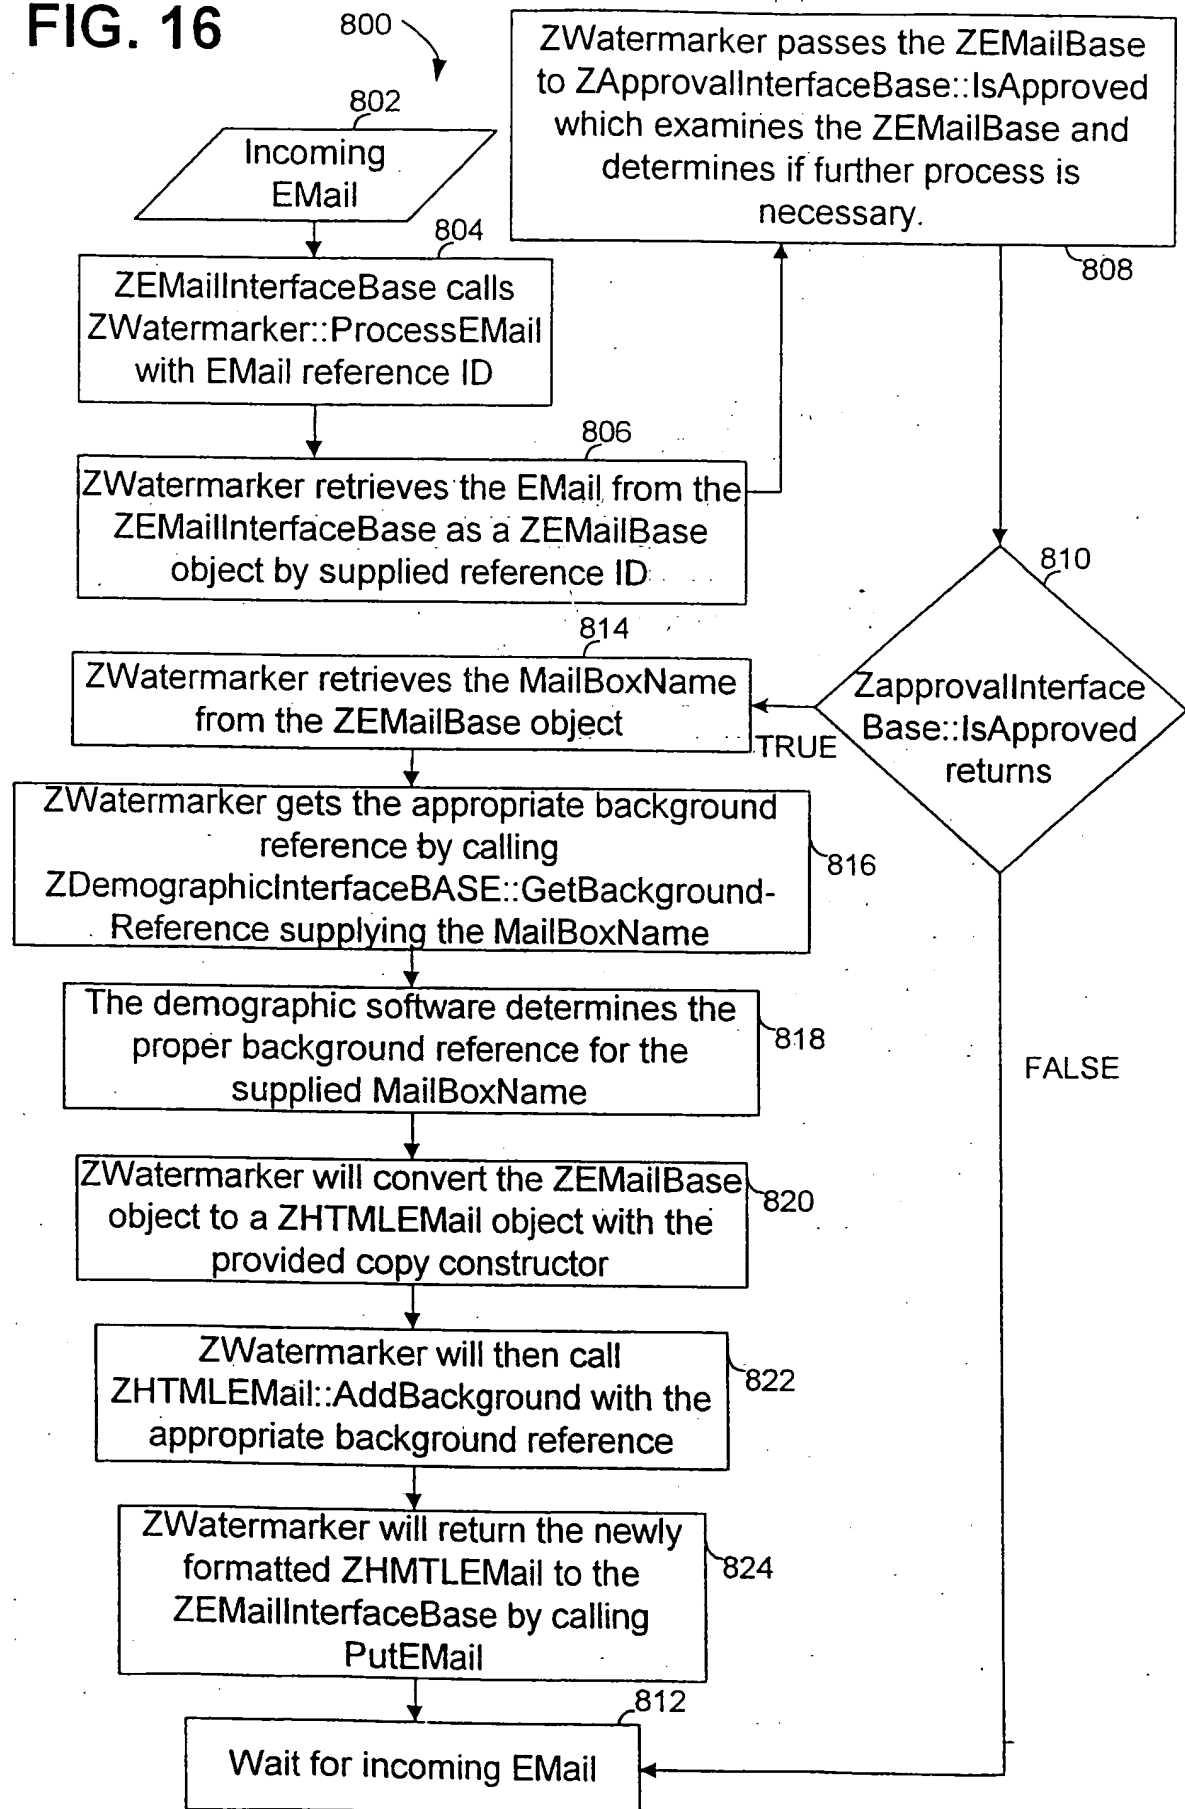 FIG. 16
800
802
Incoming
EMail
804
ZEMailInterfaceBase calls
ZWatermarker::ProcessEMail
with EMail reference ID
806
ZWatermarker retrieves the EMail from the
ZEMailInterfaceBase as a ZEMailBase
object by supplied reference ID
ZWatermarker passes the ZEMailBase
to ZApprovalInterfaceBase::IsApproved
which examines the ZEMailBase and
determines if further process is
necessary.
808
810
ZapprovalInterface
Base::IsApproved
returns
TRUE
FALSE
814
ZWatermarker retrieves the MailBoxName
from the ZEMailBase object
ZWatermarker gets the appropriate background
reference by calling
ZDemographicInterfaceBASE::GetBackground-
Reference supplying the MailBoxName
816
The demographic software determines the
proper background reference for the
supplied MailBoxName
818
ZWatermarker will convert the ZEMailBase
object to a ZHTMLEMail object with the
provided copy constructor
820
ZWatermarker will then call
ZHTMLEMail::AddBackground with the
appropriate background reference
822
ZWatermarker will return the newly
formatted ZHMTLEMail to the
ZEMailInterfaceBase by calling
PutEMail
824
812
Wait for incoming EMail